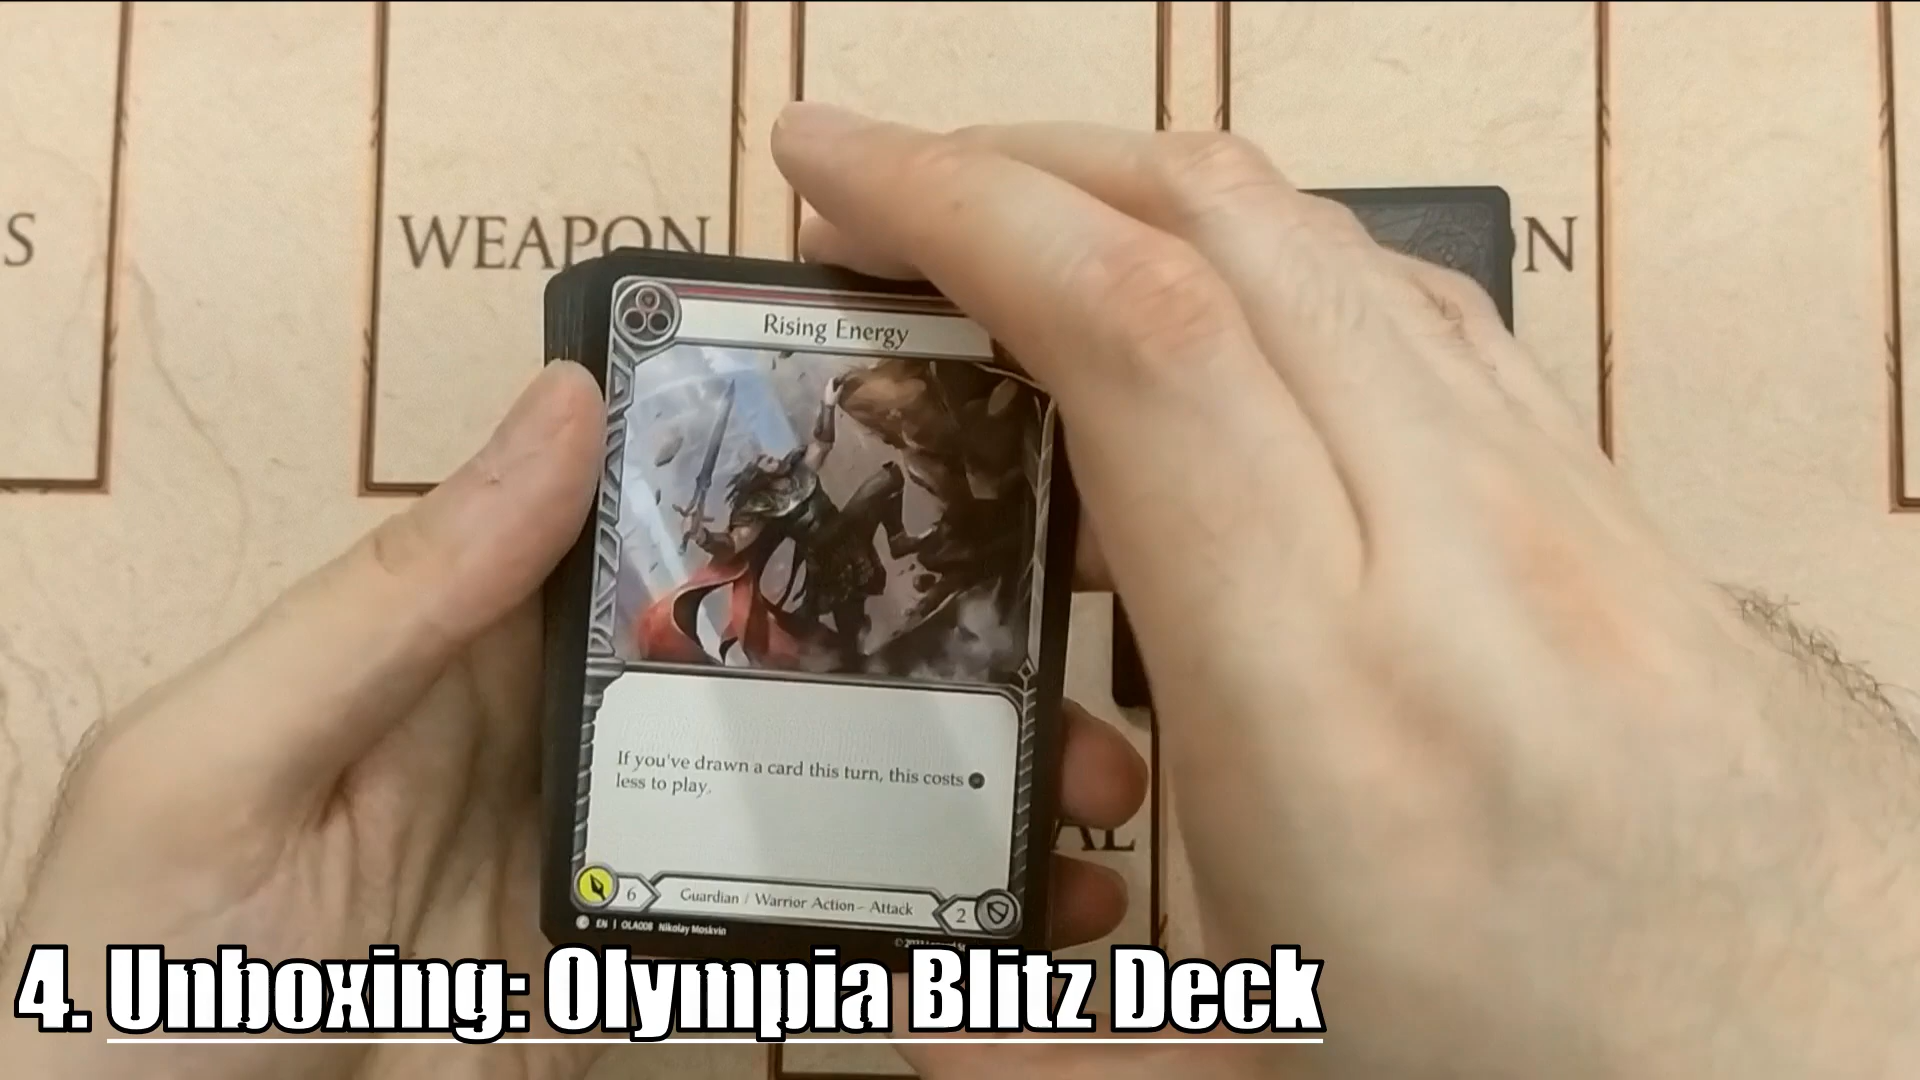 S
WEAPON
N
Rising Energy
If you've drawn a card this turn, this costs
less to play.
6
Guardian / Warrior Action – Attack
2
C EN | OLA008 Nikolay Moskvin
AL
4. Unboxing: Olympia Blitz Deck